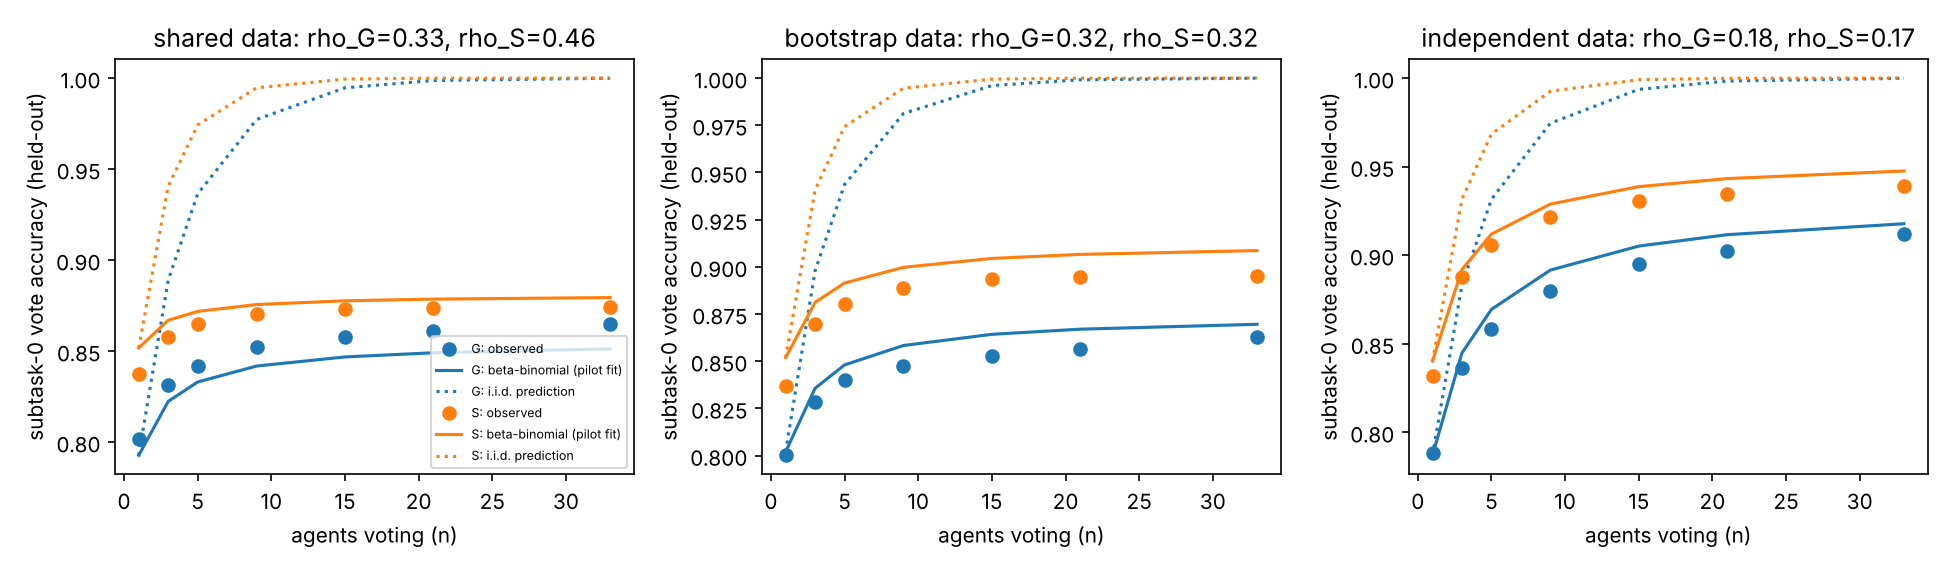 shared data: rho_G=0.33, rho_S=0.46
subtask-0 vote accuracy (held-out)
1.00
0.95
0.90
0.85
0.80
G: observed
G: beta-binomial (pilot fit)
G: i.i.d. prediction
S: observed
S: beta-binomial (pilot fit)
S: i.i.d. prediction
0 5 10 15 20 25 30
agents voting (n)
bootstrap data: rho_G=0.32, rho_S=0.32
subtask-0 vote accuracy (held-out)
1.000
0.975
0.950
0.925
0.900
0.875
0.850
0.825
0.800
0 5 10 15 20 25 30
agents voting (n)
independent data: rho_G=0.18, rho_S=0.17
subtask-0 vote accuracy (held-out)
1.00
0.95
0.90
0.85
0.80
0 5 10 15 20 25 30
agents voting (n)